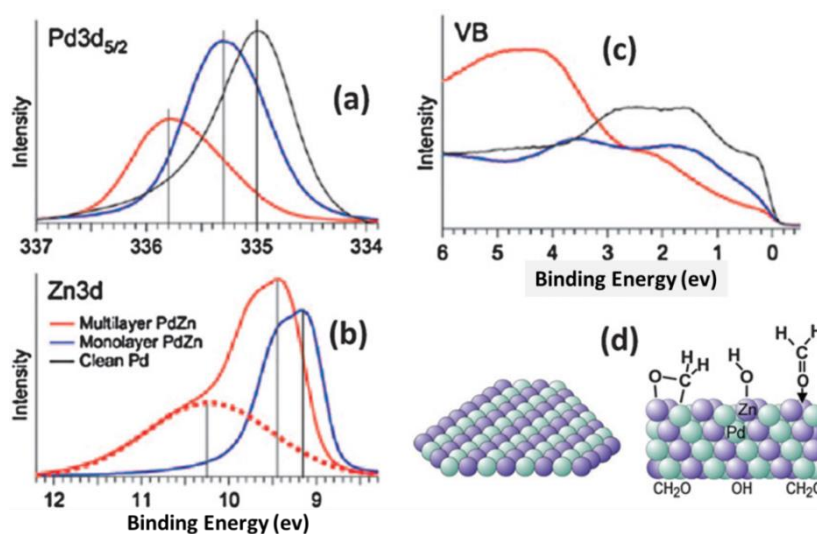 Pd3d5/2
(a)
Intensity
337 336 335 334
VB
(c)
Intensity
6 5 4 3 2 1 0
Binding Energy (ev)
Zn3d
Multilayer PdZn
Monolayer PdZn
Clean Pd
(b)
Intensity
12 11 10 9
Binding Energy (ev)
(d)
H H
H H C
O C O O
Zn
Pd
CH2O OH CH2O